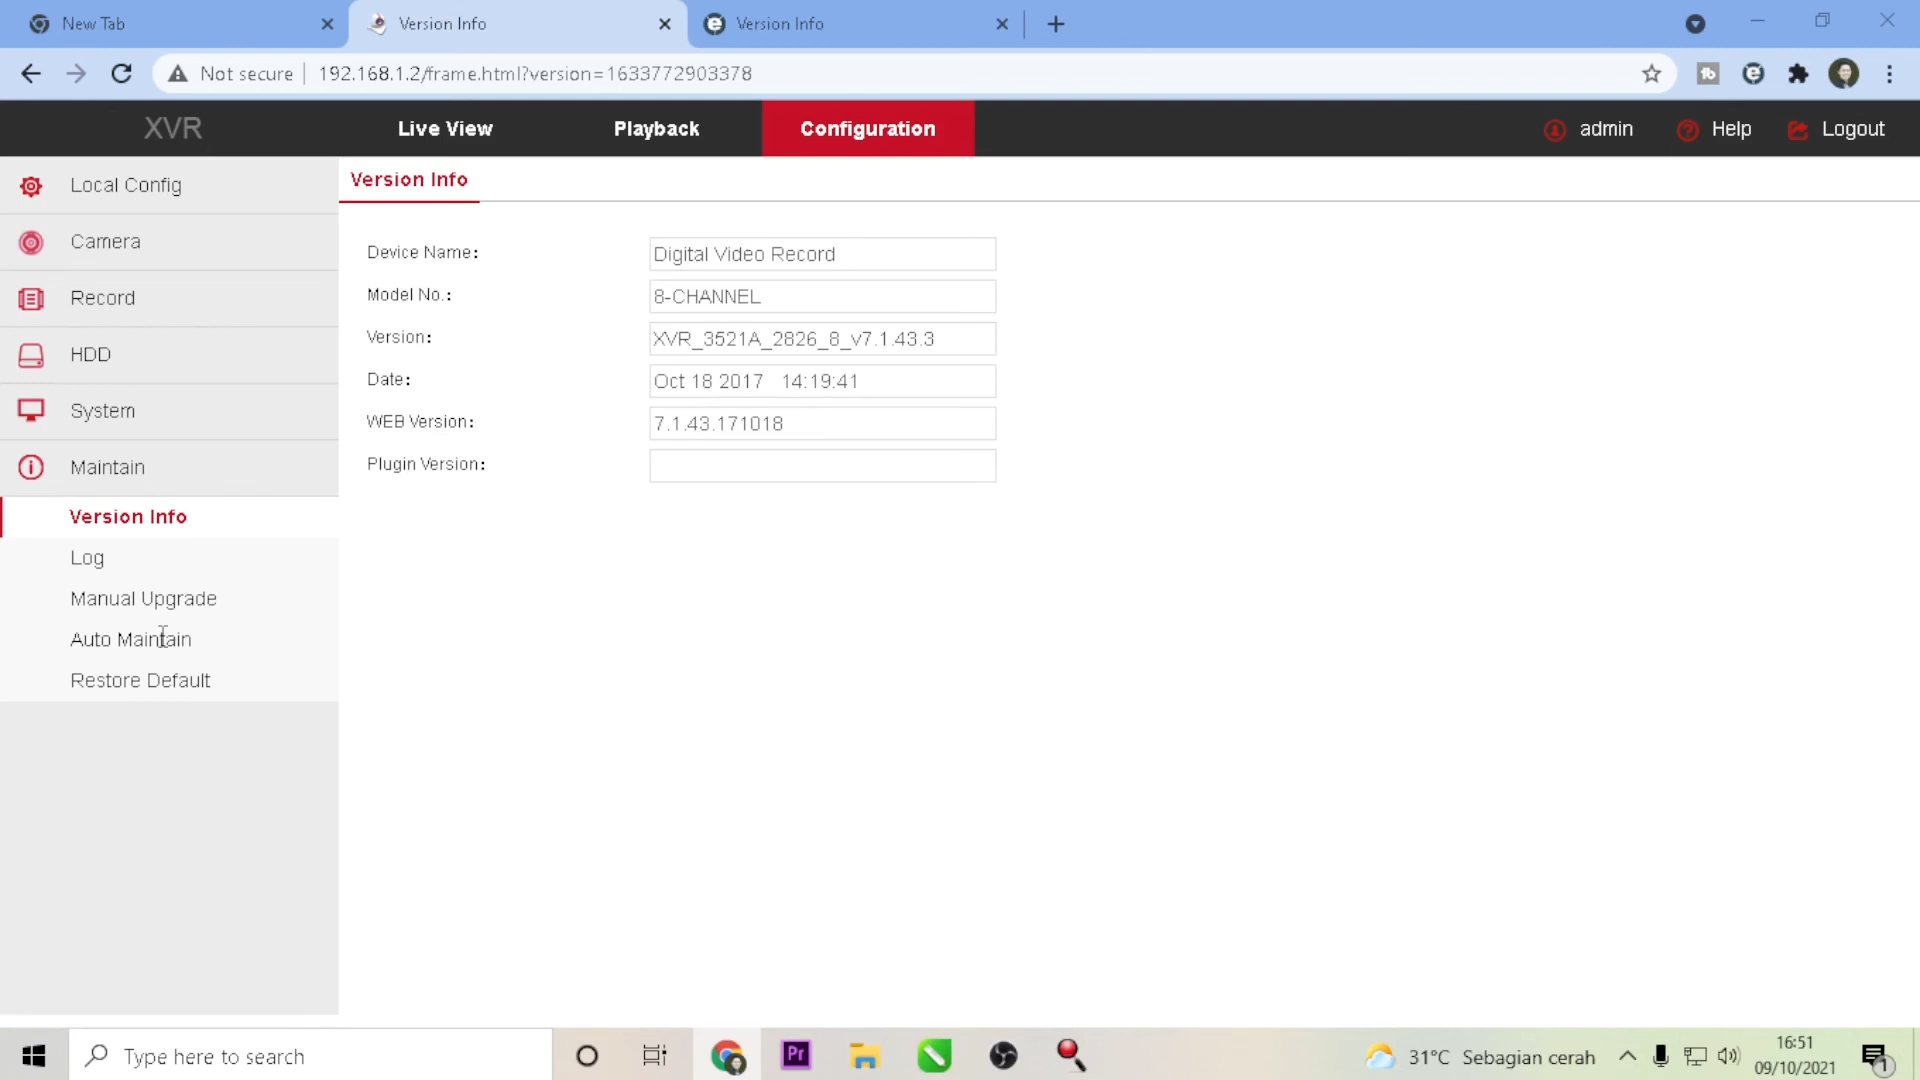 New Tab
Version Info
Version Info
Not secure
192.168.1.2/frame.html?version=1633772903378
XVR
Live View
Playback
Configuration
admin
Help
Logout
Local Config
Camera
Record
HDD
System
Maintain
Version Info
Log
Manual Upgrade
Auto Maintain
Restore Default
Version Info
Device Name: Digital Video Record
Model No.: 8-CHANNEL
Version: XVR_3521A_2826_8_v7.1.43.3
Date: Oct 18 2017 14:19:41
WEB Version: 7.1.43.171018
Plugin Version:
Type here to search
Pr
31°C Sebagian cerah
16:51
09/10/2021
1